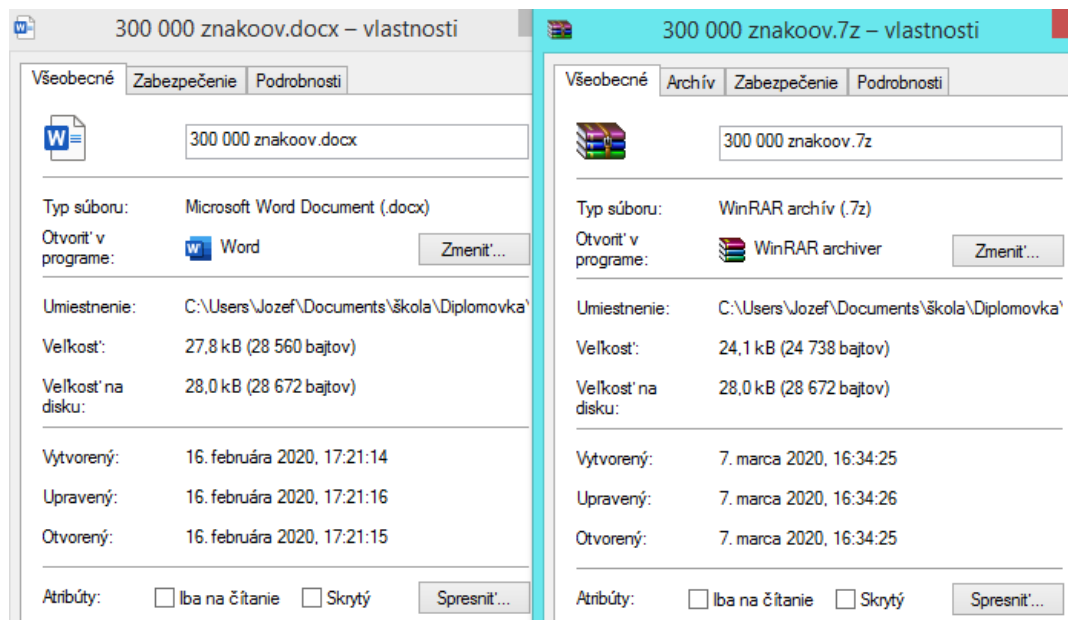 300 000 znakoov.docx – vlastnosti
Všeobecné Zabezpečenie Podrobnosti
300 000 znakoov.docx
Typ súboru: Microsoft Word Document (.docx)
Otvoriť v programe: Word Zmeniť...
Umiestnenie: C:\Users\Jozef\Documents\škola\Diplomovka\
Veľkosť: 27,8 kB (28 560 bajtov)
Veľkosť na disku: 28,0 kB (28 672 bajtov)
Vytvorený: 16. februára 2020, 17:21:14
Upravený: 16. februára 2020, 17:21:16
Otvorený: 16. februára 2020, 17:21:15
Atribúty: Iba na čítanie Skrytý Spresniť...
300 000 znakoov.7z – vlastnosti
Všeobecné Archív Zabezpečenie Podrobnosti
300 000 znakoov.7z
Typ súboru: WinRAR archív (.7z)
Otvoriť v programe: WinRAR archiver Zmeniť...
Umiestnenie: C:\Users\Jozef\Documents\škola\Diplomovka\
Veľkosť: 24,1 kB (24 738 bajtov)
Veľkosť na disku: 28,0 kB (28 672 bajtov)
Vytvorený: 7. marca 2020, 16:34:25
Upravený: 7. marca 2020, 16:34:26
Otvorený: 7. marca 2020, 16:34:25
Atribúty: Iba na čítanie Skrytý Spresniť...